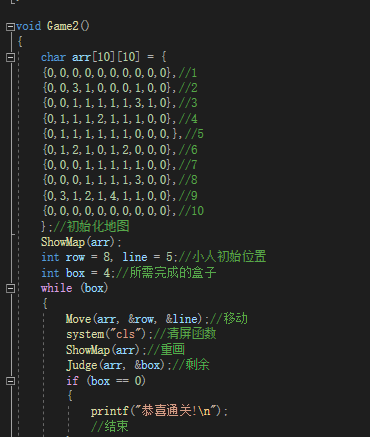 void Game2()
{
char arr[10][10] = {
{0,0,0,0,0,0,0,0,0,0},//1
{0,0,3,1,0,0,0,1,0,0},//2
{0,0,1,1,1,1,1,3,1,0},//3
{0,1,1,1,2,1,1,1,0,0},//4
{0,1,1,1,1,1,1,0,0,0,},//5
{0,1,2,1,0,1,2,0,0,0},//6
{0,0,0,1,1,1,1,1,0,0},//7
{0,0,0,1,1,1,1,3,0,0},//8
{0,3,1,2,1,4,1,1,0,0},//9
{0,0,0,0,0,0,0,0,0,0},//10
};//初始化地图
ShowMap(arr);
int row = 8, line = 5;//小人初始位置
int box = 4;//所需完成的盒子
while (box)
{
Move(arr, &row, &line);//移动
system("cls");//清屏函数
ShowMap(arr);//重画
Judge(arr, &box);//剩余
if (box == 0)
{
printf("恭喜通关!\n");
//结束